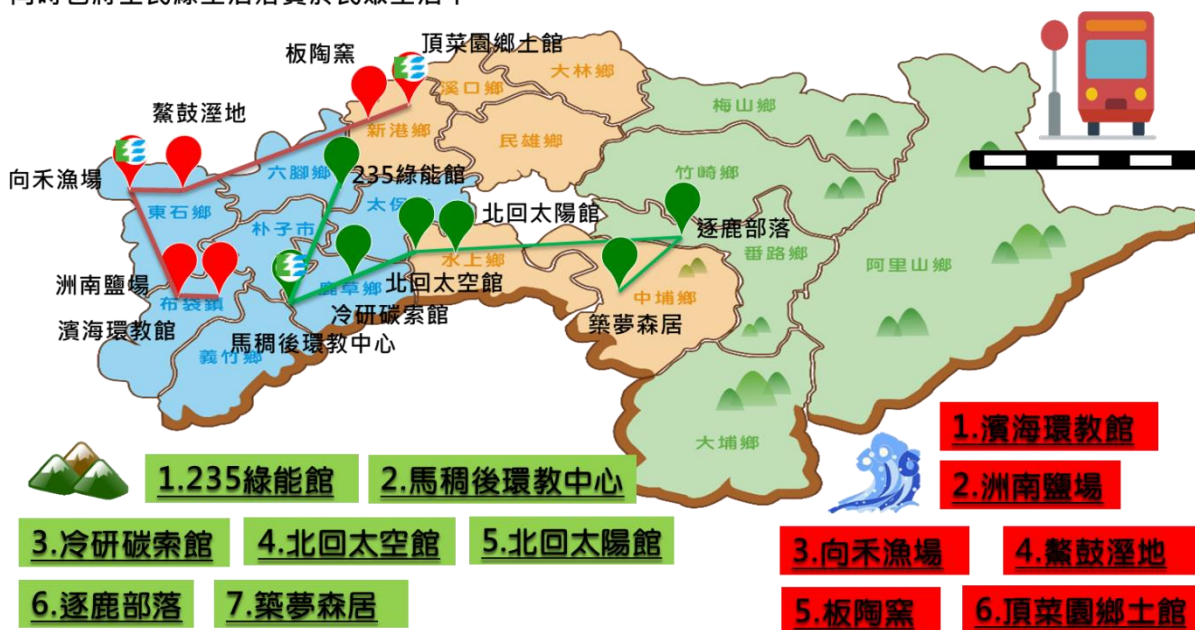 頂菜園鄉土館
板陶窯
大林鄉
溪口鄉
梅山鄉
鰲鼓溼地
新港鄉
民雄鄉
向禾漁場
六腳鄉
235綠能館
竹崎鄉
東石鄉
太保
朴子市
北回太陽館
逐鹿部落
番路鄉
阿里山鄉
水上鄉
洲南鹽場
鹿草鄉
北回太空館
中埔鄉
布袋鎮
冷研碳索館
築夢森居
濱海環教館
馬稠後環教中心
義竹鄉
大埔鄉
1.濱海環教館
1.235綠能館
2.馬稠後環教中心
2.洲南鹽場
3.冷研碳索館
4.北回太空館
5.北回太陽館
3.向禾漁場
4.鰲鼓溼地
6.逐鹿部落
7.築夢森居
5.板陶窯
6.頂菜園鄉土館